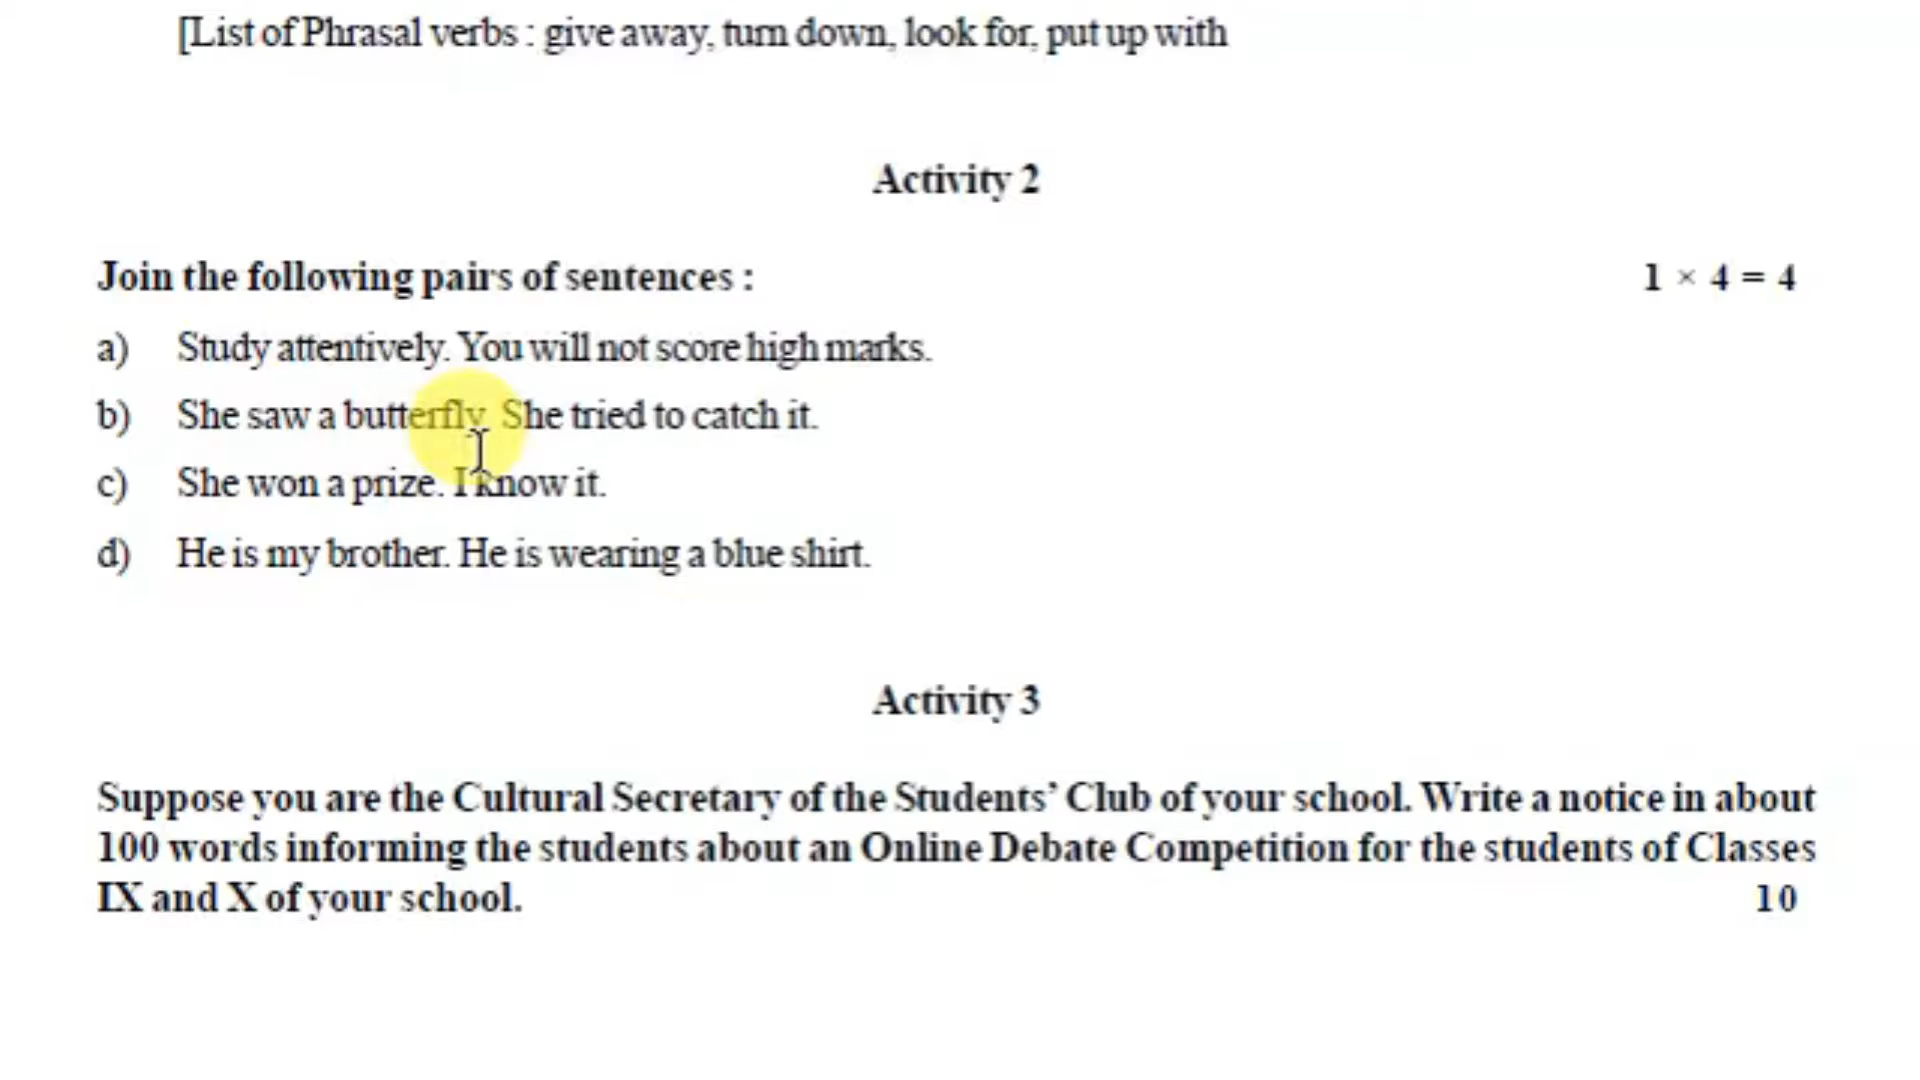 [List of Phrasal verbs : give away, turn down, look for, put up with
Activity 2
Join the following pairs of sentences : 1 × 4 = 4
a) Study attentively. You will not score high marks.
b) She saw a butterfly. She tried to catch it.
c) She won a prize. I know it.
d) He is my brother. He is wearing a blue shirt.
Activity 3
Suppose you are the Cultural Secretary of the Students’ Club of your school. Write a notice in about
100 words informing the students about an Online Debate Competition for the students of Classes
IX and X of your school. 10